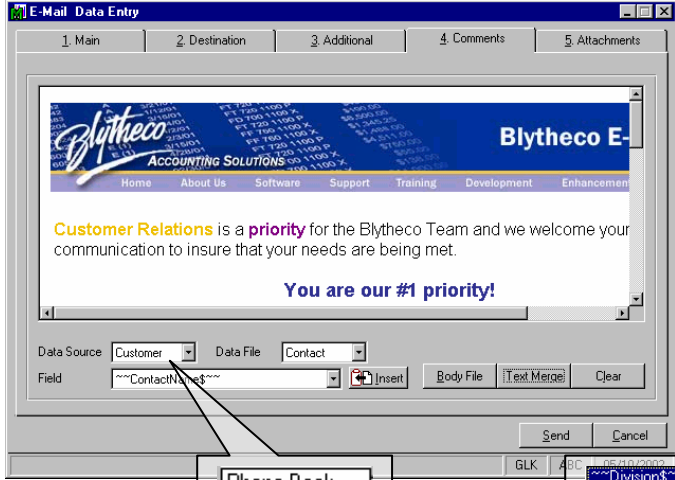 E-Mail Data Entry
1. Main 2. Destination 3. Additional 4. Comments 5. Attachments
Blytheco
ACCOUNTING SOLUTIONS
Blytheco E-
Home About Us Software Support Training Development Enhancement
Customer Relations is a priority for the Blytheco Team and we welcome your
communication to insure that your needs are being met.
You are our #1 priority!
Data Source Customer Data File Contact
Field ~~ContactName$~~ Insert Body File Text Merge Clear
Send Cancel
GLK ABC 05/10/2002
Phone Book
~~Division$~